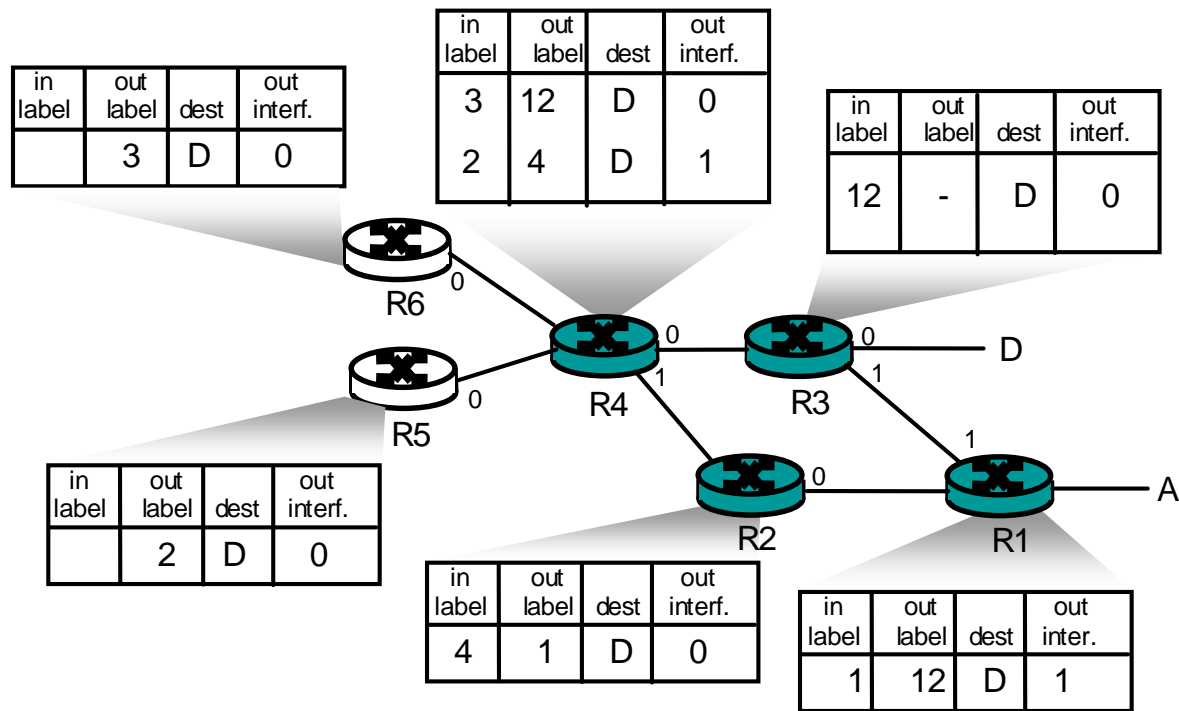 in out out
label label dest interf.
3 D 0
in out out
label label dest interf.
3 12 D 0
2 4 D 1
in out out
label label dest interf.
12 - D 0
R6
0
R5
0
R4
0
1
R3
0
1
D
R2
0
R1
1
A
in out out
label label dest interf.
2 D 0
in out out
label label dest interf.
4 1 D 0
in out out
label label dest inter.
1 12 D 1